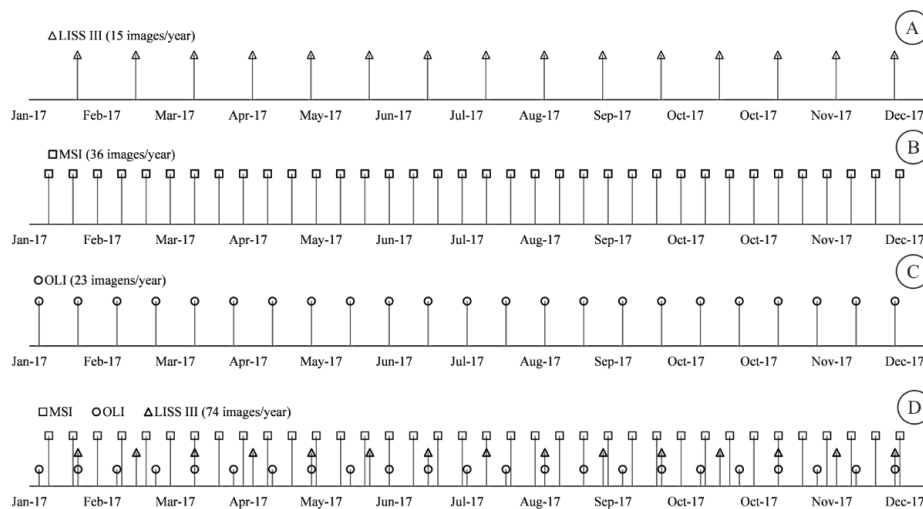 A
LISS III (15 images/year)
Jan-17 Feb-17 Mar-17 Apr-17 May-17 Jun-17 Jul-17 Aug-17 Sep-17 Oct-17 Oct-17 Nov-17 Dec-17
B
MSI (36 images/year)
Jan-17 Feb-17 Mar-17 Apr-17 May-17 Jun-17 Jul-17 Aug-17 Sep-17 Oct-17 Oct-17 Nov-17 Dec-17
C
OLI (23 imagens/year)
Jan-17 Feb-17 Mar-17 Apr-17 May-17 Jun-17 Jul-17 Aug-17 Sep-17 Oct-17 Oct-17 Nov-17 Dec-17
D
MSI OLI LISS III (74 images/year)
Jan-17 Feb-17 Mar-17 Apr-17 May-17 Jun-17 Jul-17 Aug-17 Sep-17 Oct-17 Oct-17 Nov-17 Dec-17